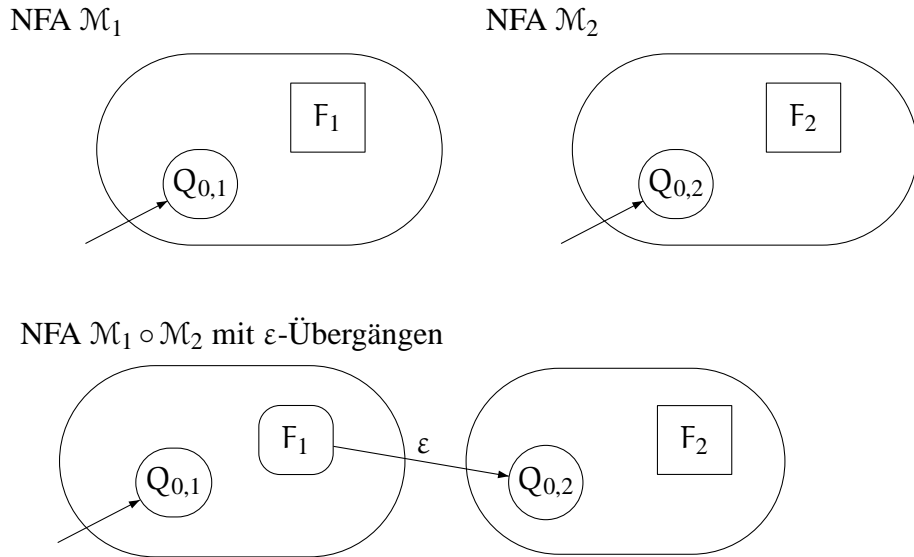 NFA ℳ₁ NFA ℳ₂
F₁ F₂
Q₀,₁ Q₀,₂
NFA ℳ₁ ∘ ℳ₂ mit ε-Übergängen
F₁ ε F₂
Q₀,₁ Q₀,₂